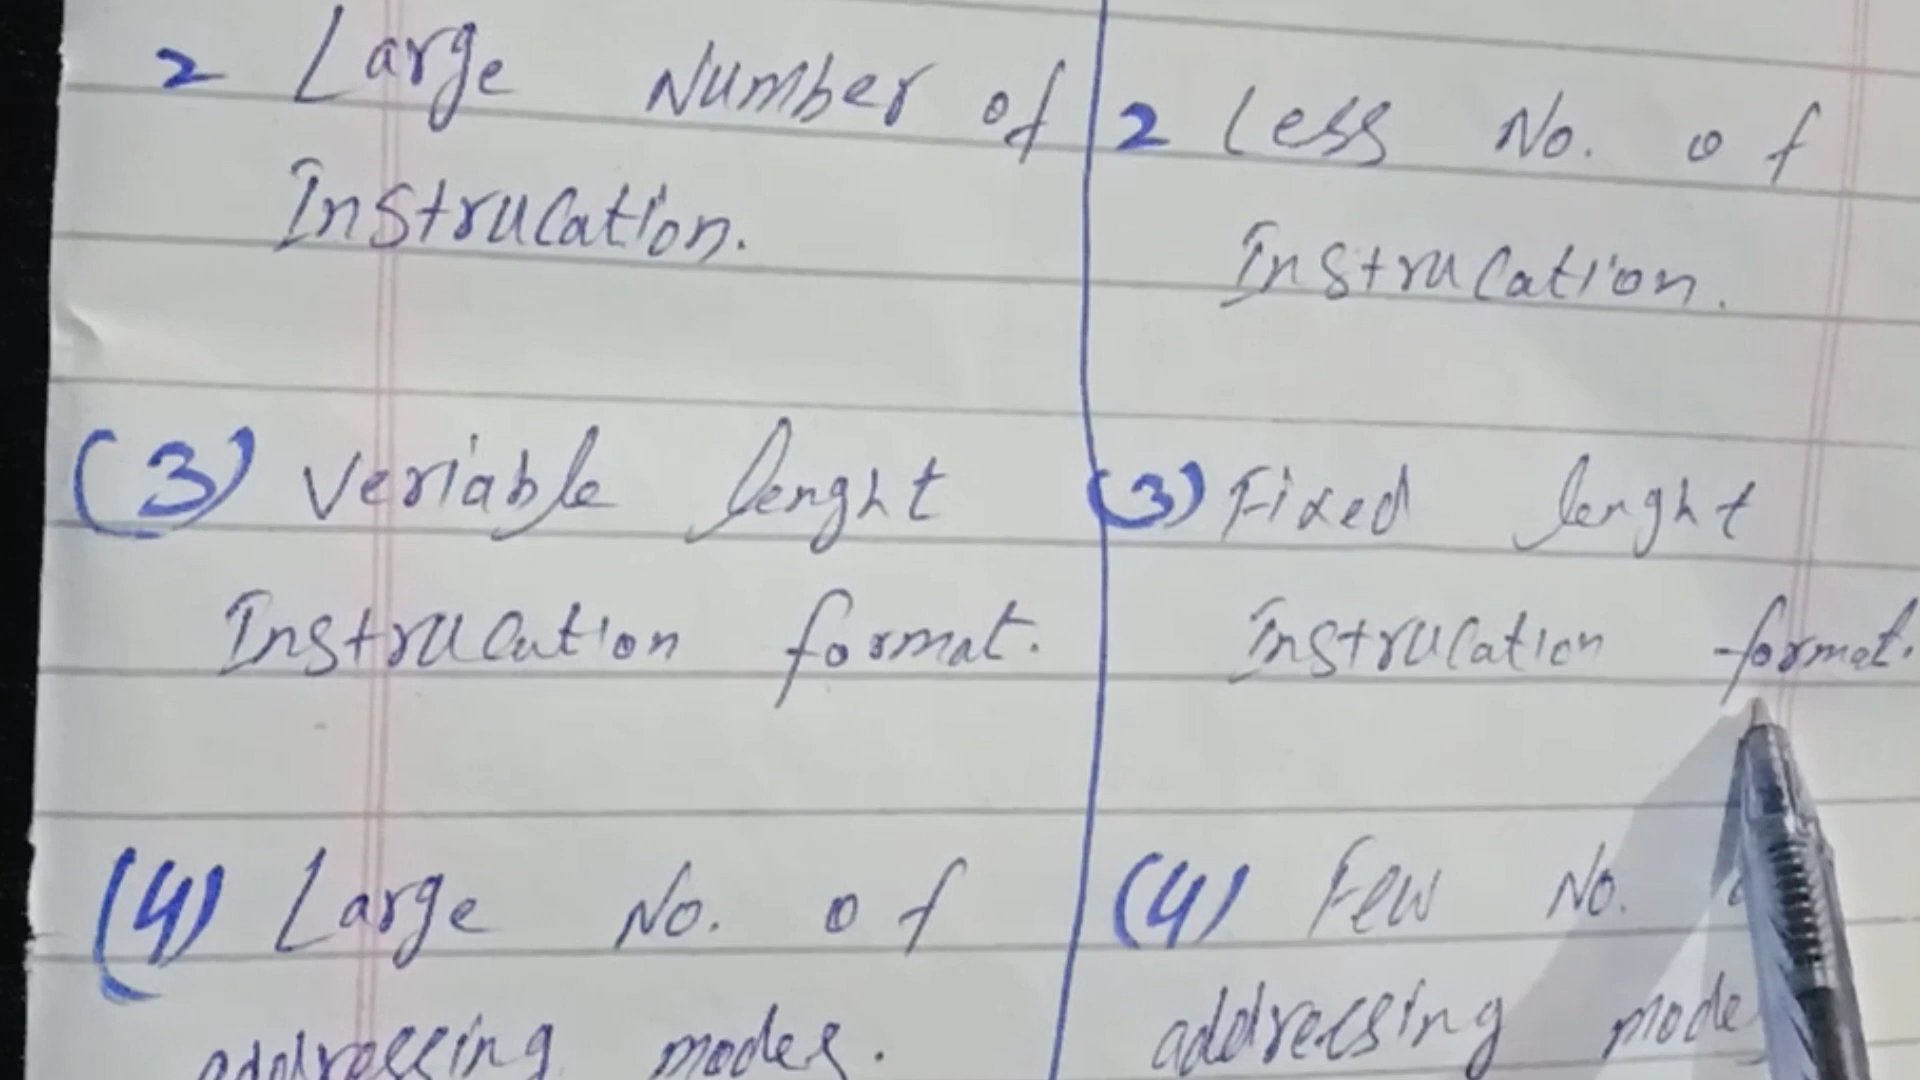 2 Large Number of
Instrucation.
(3) Veriable lenght
Instrucation format.
(4) Large No. of
addressing modes.
2 Less No. of
Instrucation.
(3) Fixed lenght
Instrucation format.
(4) Few No.
addressing mode